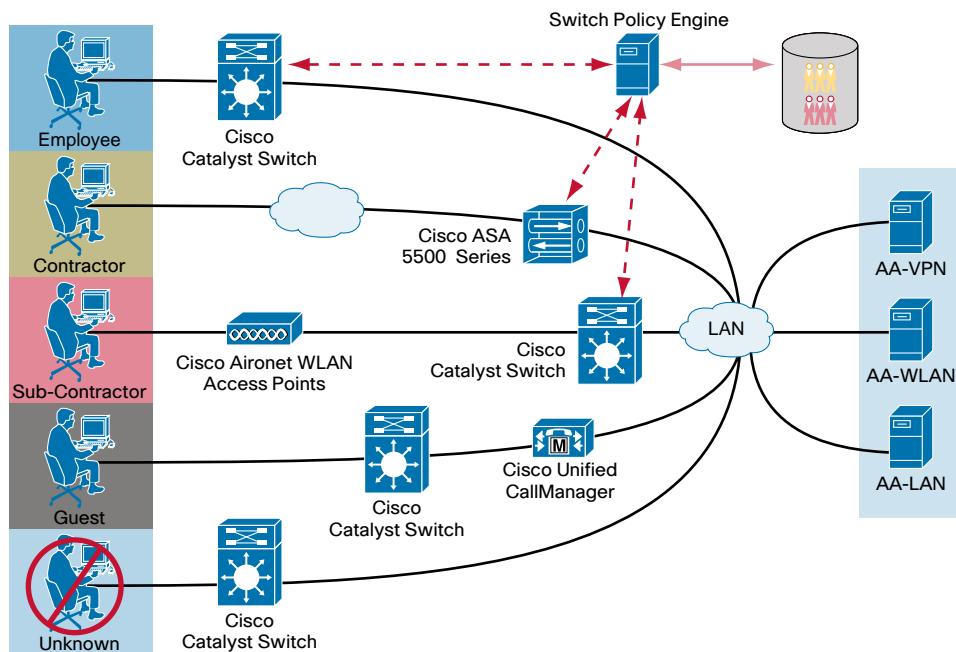 Switch Policy Engine
Employee
Cisco
Catalyst Switch
Contractor
Cisco ASA
5500 Series
AA-VPN
Sub-Contractor
Cisco Aironet WLAN
Access Points
Cisco
Catalyst Switch
LAN
AA-WLAN
Guest
Cisco
Catalyst Switch
M
Cisco Unified
CallManager
AA-LAN
Unknown
Cisco
Catalyst Switch